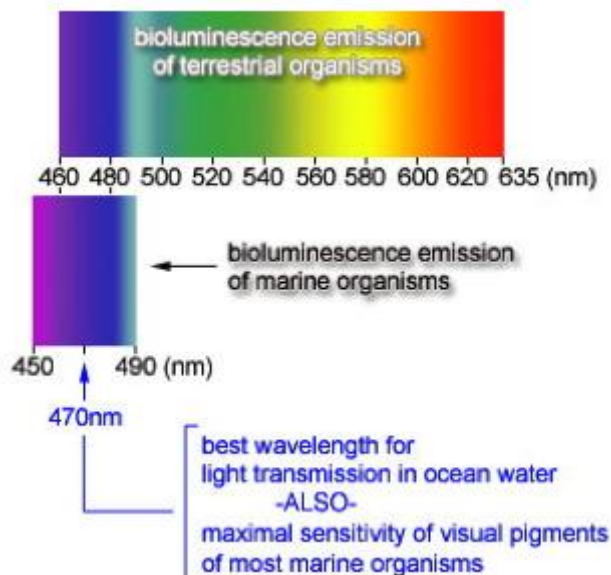 bioluminescence emission
of terrestrial organisms
460 480 500 520 540 560 580 600 620 635 (nm)
bioluminescence emission
of marine organisms
450 490 (nm)
470nm
best wavelength for
light transmission in ocean water
-ALSO-
maximal sensitivity of visual pigments
of most marine organisms